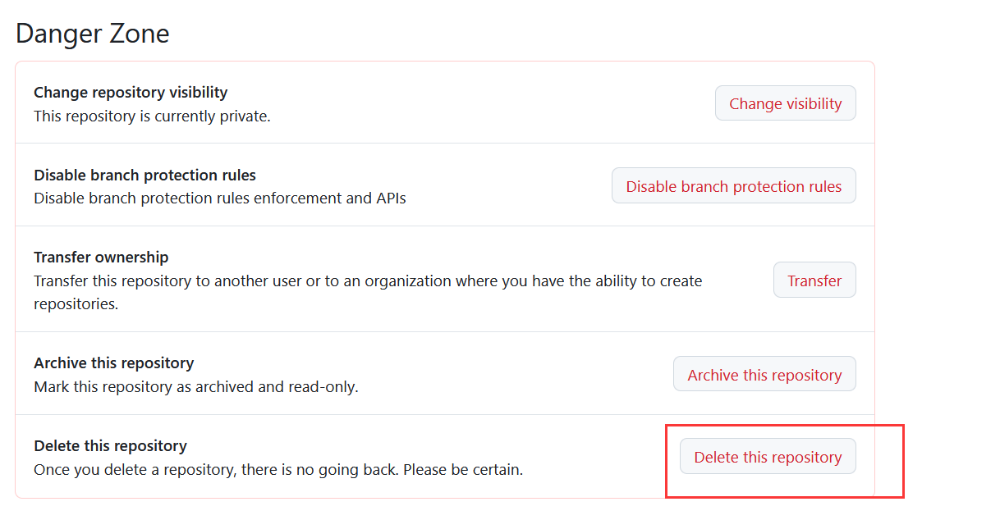 Danger Zone
Change repository visibility
This repository is currently private.
Change visibility
Disable branch protection rules
Disable branch protection rules enforcement and APIs
Disable branch protection rules
Transfer ownership
Transfer this repository to another user or to an organization where you have the ability to create
repositories.
Transfer
Archive this repository
Mark this repository as archived and read-only.
Archive this repository
Delete this repository
Once you delete a repository, there is no going back. Please be certain.
Delete this repository